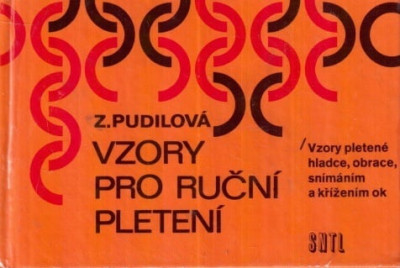 Z.PUDILOVÁ
VZORY
PRO RUČNÍ
PLETENÍ
/Vzory pletené
hladce, obrace,
snímáním
a křížením ok
SNTL